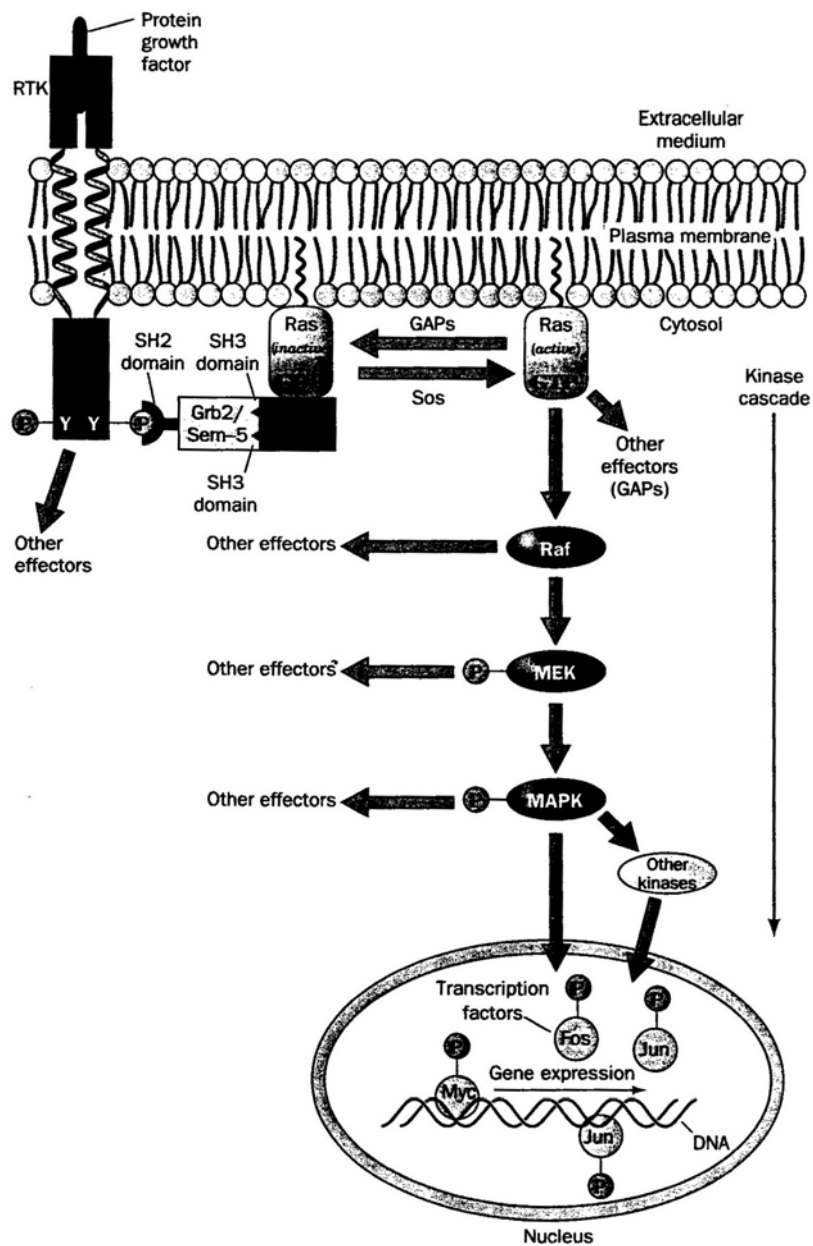 Protein
growth
factor
RTK
Extracellular
medium
Plasma membrane
Cytosol
Ras
(inactive)
GAPs
Sos
Ras
(active)
SH2
domain
SH3
domain
P
Y Y
P
Grb2/
Sem–5
SH3
domain
Kinase
cascade
Other
effectors
Other
effectors
(GAPs)
Other effectors
Raf
Other effectors
P
MEK
Other effectors
P
MAPK
Other
kinases
Transcription
factors
P
Fos
P
Jun
P
Myc
Gene expression
Jun
DNA
P
Nucleus